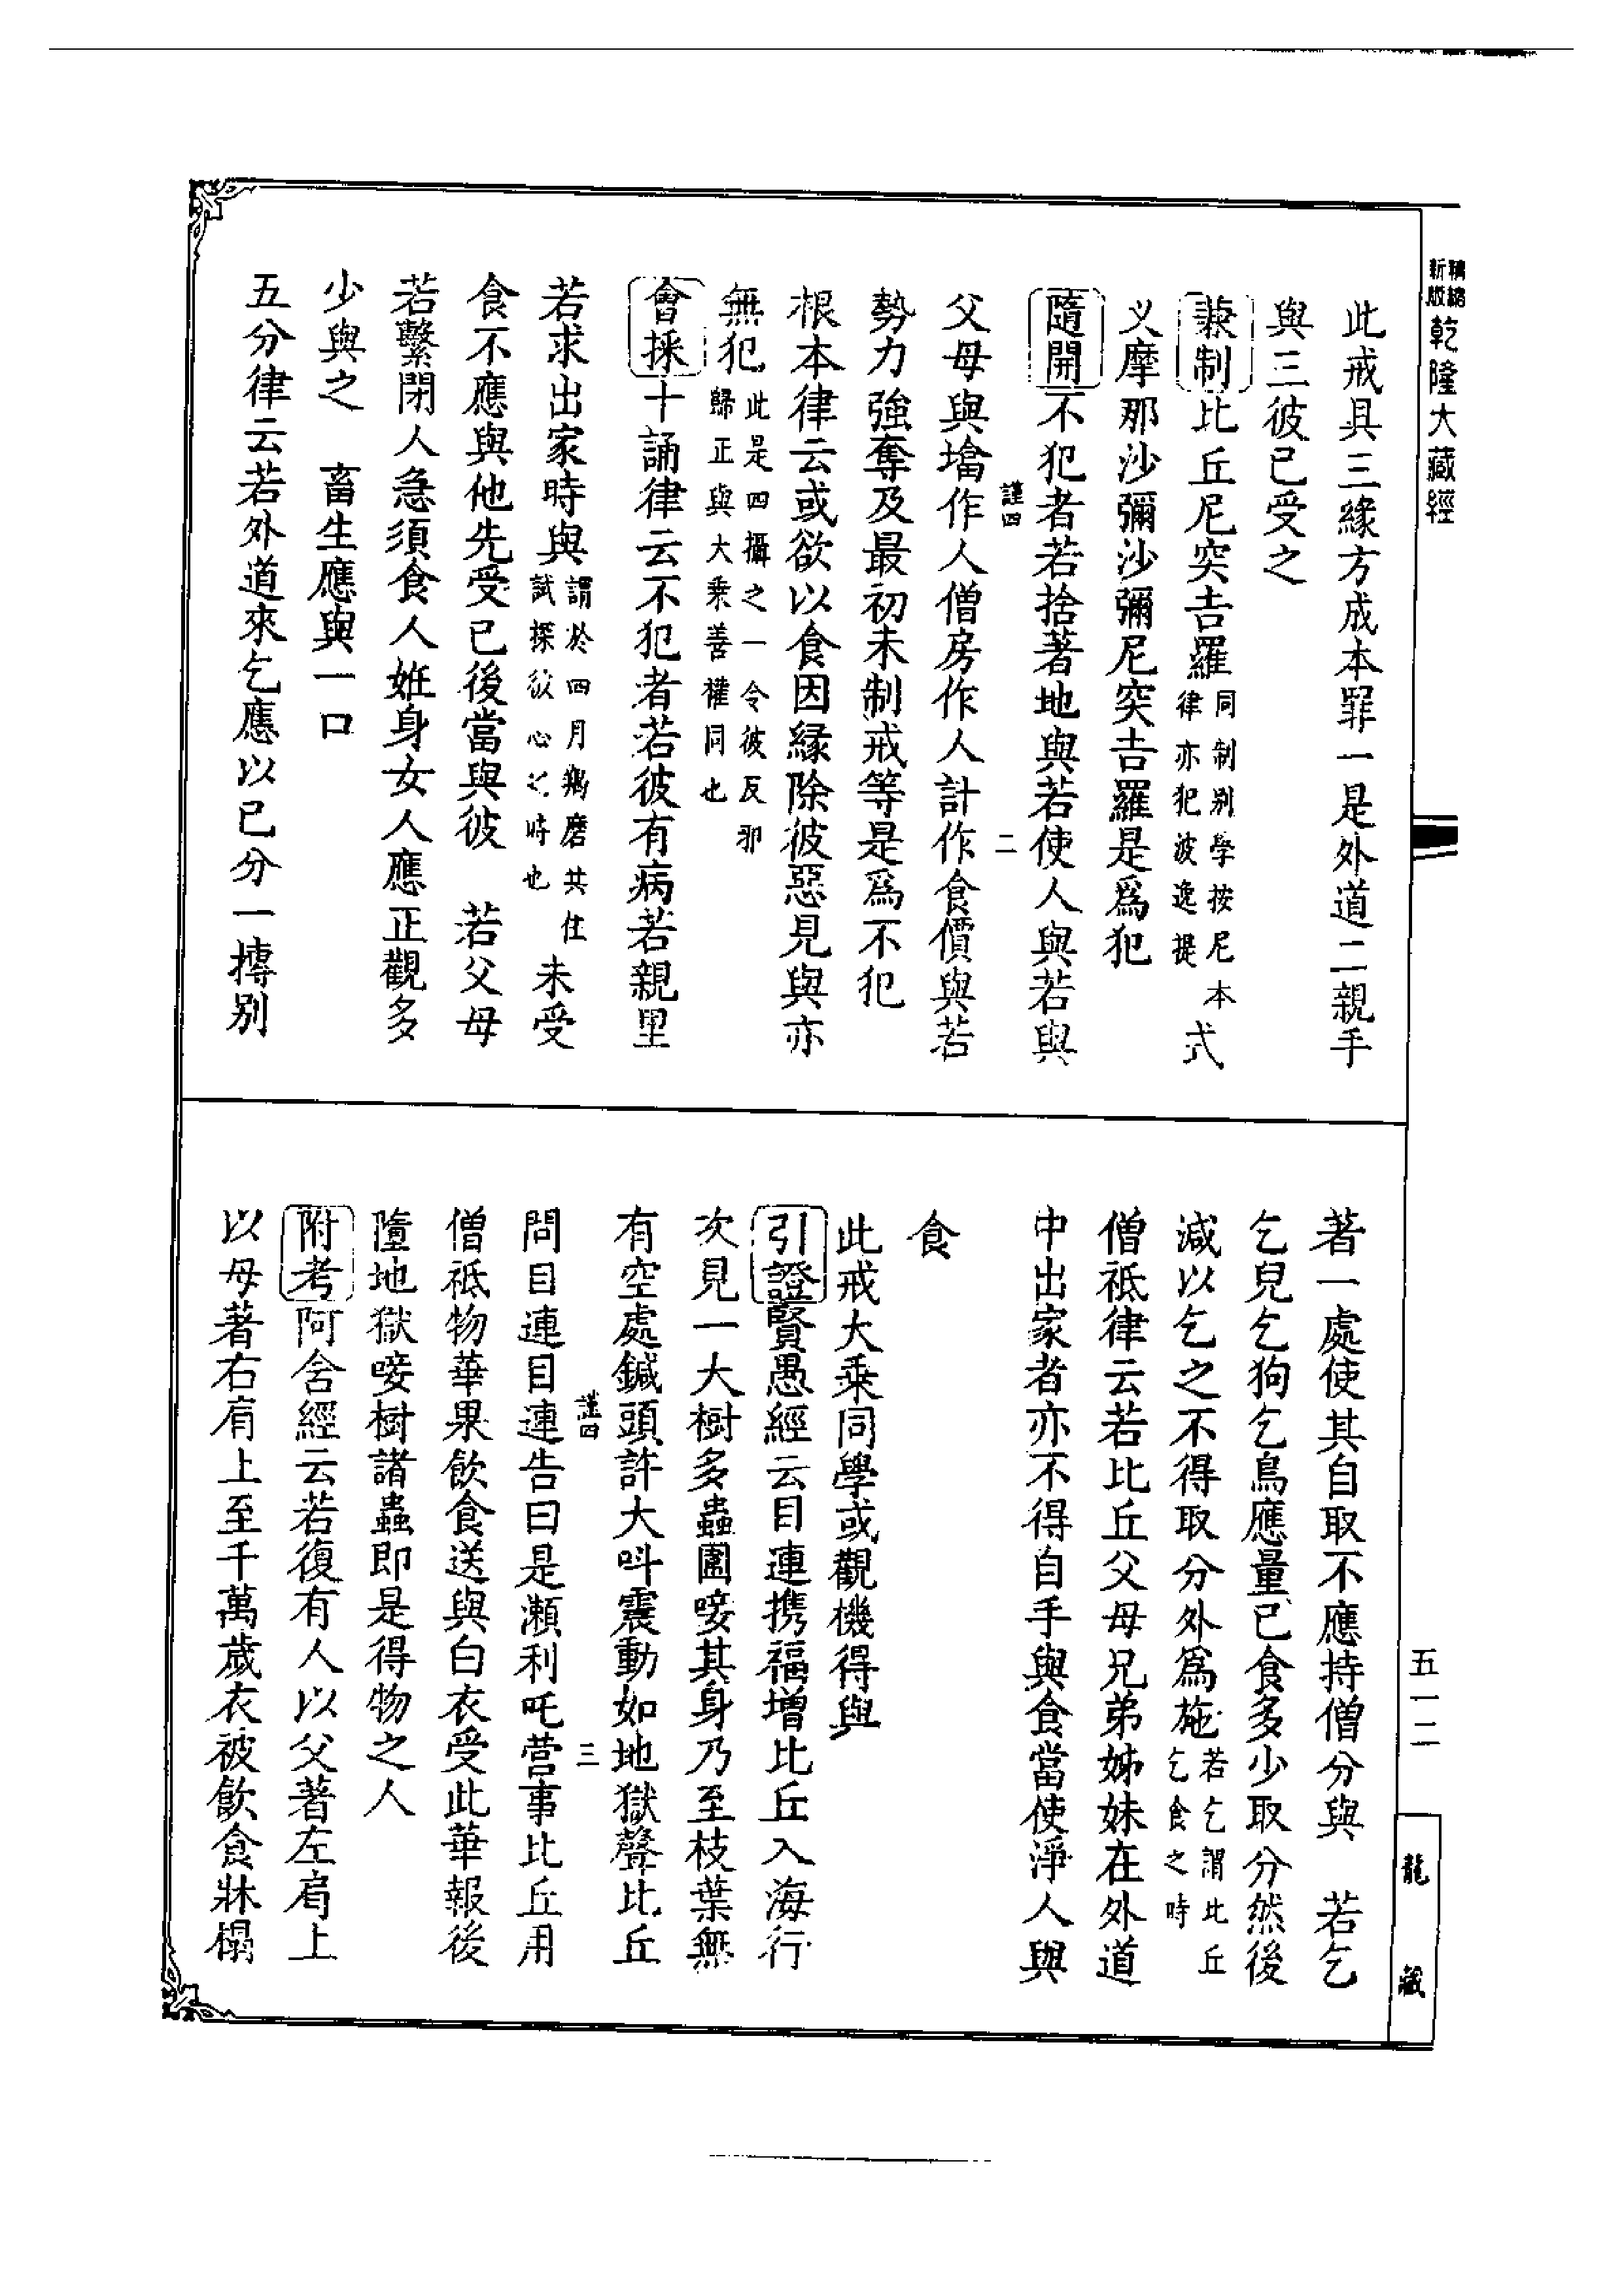 新版
精縮
乾隆大藏經
此戒具三緣方成本罪一是外道二親手
與三彼已受之
兼制比丘尼突吉羅同制别學按尼本律亦犯波逸提式
义摩那沙彌沙彌尼突吉羅是為犯
隨開不犯者若捨著地與若使人與若與
謹四
二
父母與墖作人僧房作人計作食價與若
勢力強奪及最初未制戒等是為不犯
根本律云或欲以食因緣除彼惡見與亦
無犯此是四攝之一令彼反邪歸正與大乘善權同也
會採十誦律云不犯者若彼有病若親里
若求出家時與謂於四月羯磨共住試探彼心之時也未受
食不應與他先受已後當與彼 若父母
若繫閉人急須食人姙身女人應正觀多
少與之 畜生應與一口
五分律云若外道來乞應以己分一摶别
著一處使其自取不應持僧分與 若乞
乞兒乞狗乞鳥應量己食多少取分然後
減以乞之不得取分外為施若乞謂比丘乞食之時
僧祇律云若比丘父母兄弟姊妹在外道
中出家者亦不得自手與食當使淨人與
食
此戒大乘同學或觀機得與
引證賢愚經云目連携福增比丘入海行
次見一大樹多蟲圍唼其身乃至枝葉無
有空處鍼頭許大呌震動如地獄聲比丘
謹四
三
問目連目連告曰是瀬利吒营事比丘用
僧祇物華果飲食送與白衣受此華報後
墮地獄唼樹諸蟲即是得物之人
附考阿含經云若復有人以父著左肩上
以母著右肩上至千萬歲衣被飲食牀榻
五一二
龍藏